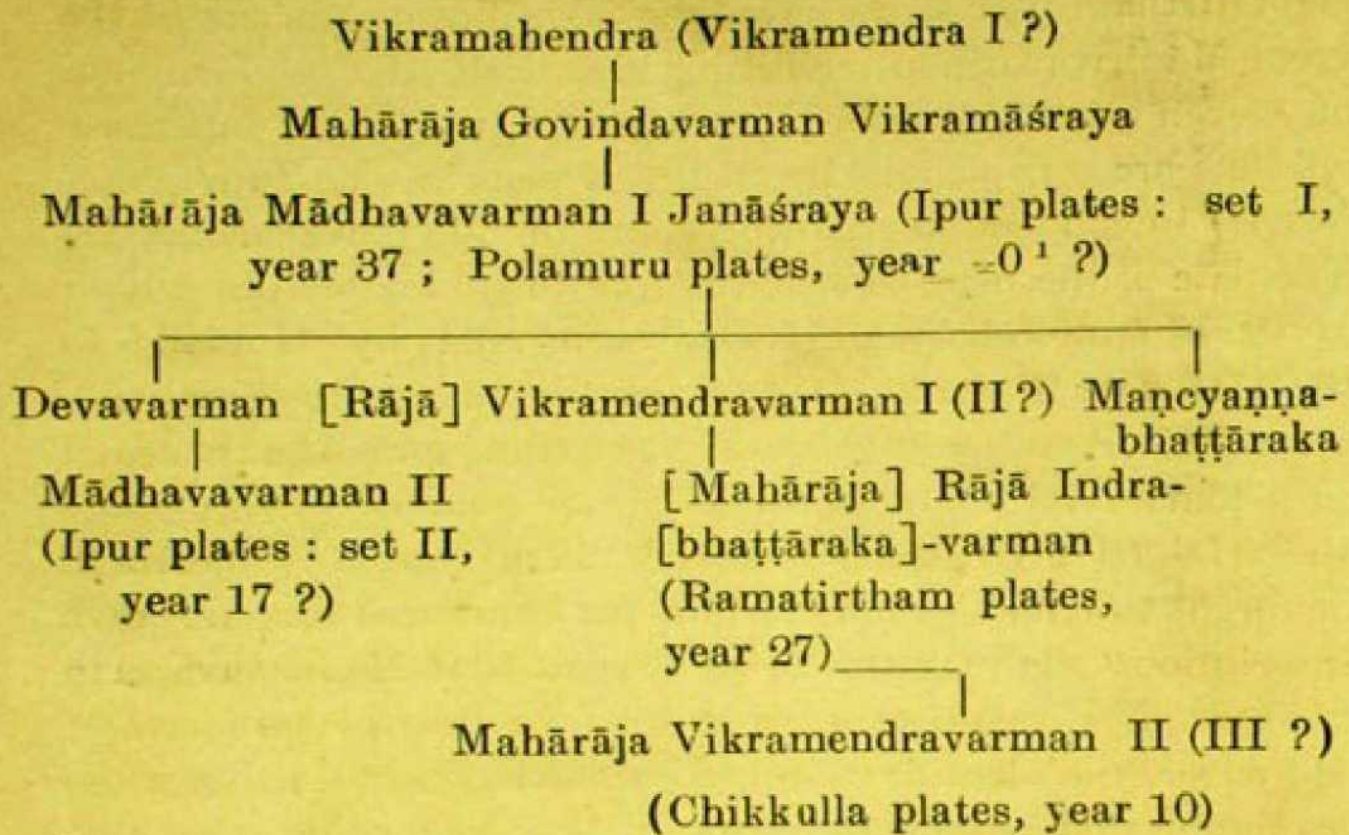 Vikramahendra (Vikramendra I ?)
Mahārāja Govindavarman Vikramāśraya
Mahārāja Mādhavavarman I Janāśraya (Ipur plates : set I,
year 37 ; Polamuru plates, year 0 ¹ ?)
Devavarman [Rājā] Vikramendravarman I (II ?) Maṇcyaṇṇa-
bhaṭṭāraka
Mādhavavarman II [Mahārāja] Rājā Indra-
(Ipur plates : set II, [bhaṭṭāraka]-varman
year 17 ?) (Ramatirtham plates,
year 27)
Mahārāja Vikramendravarman II (III ?)
(Chikkulla plates, year 10)